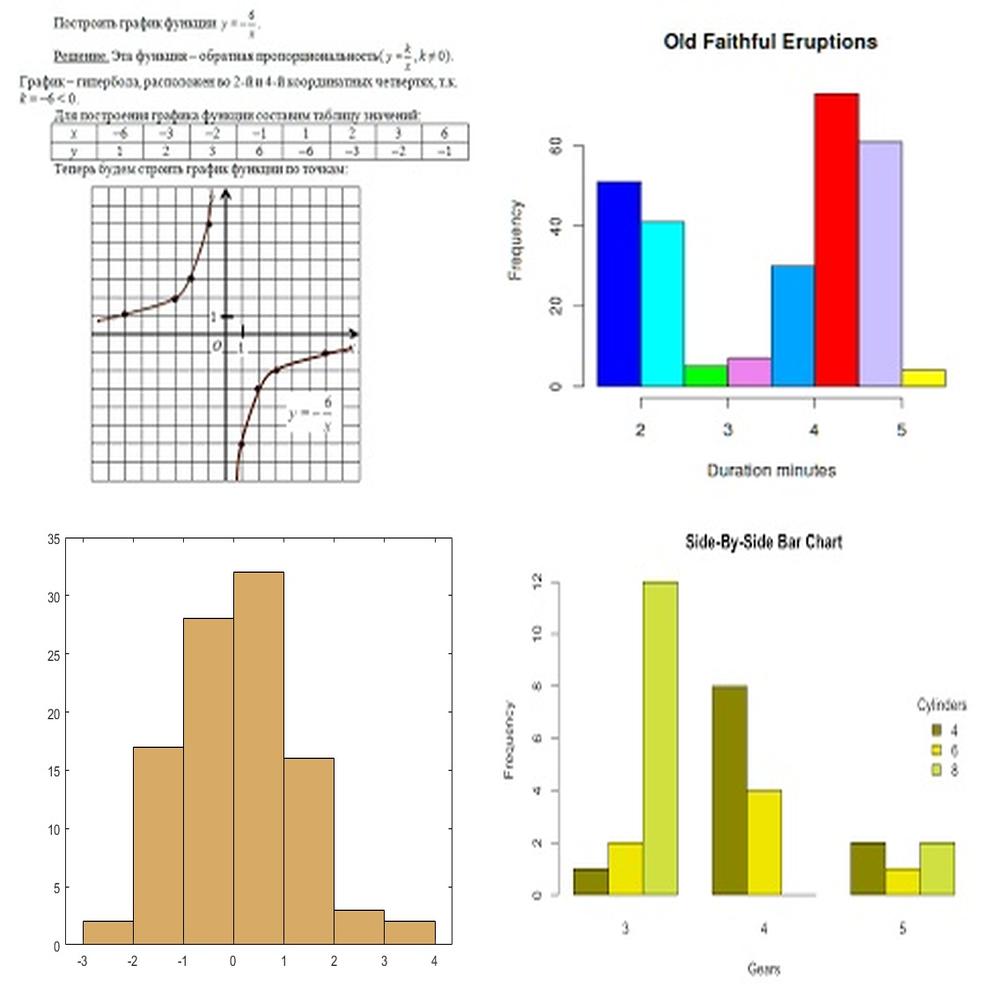 Построить график функции y = -6/x.
Решение. Эта функция – обратная пропорциональность( y = k/x, k ≠ 0).
График – гипербола, расположен во 2-й и 4-й координатных четвертях, т.к.
k = –6 < 0.
Для построения графика функции составим таблицу значений:
x –6 –3 –2 –1 1 2 3 6
y 1 2 3 6 –6 –3 –2 –1
Теперь будем строить график функции по точкам:
1
O 1
x
y = -6/x
Old Faithful Eruptions
Frequency
60
40
20
0
2 3 4 5
Duration minutes
35
30
25
20
15
10
5
0
-3 -2 -1 0 1 2 3 4
Side-By-Side Bar Chart
Frequency
12
10
8
6
4
2
0
Cylinders
4
6
8
3 4 5
Gears